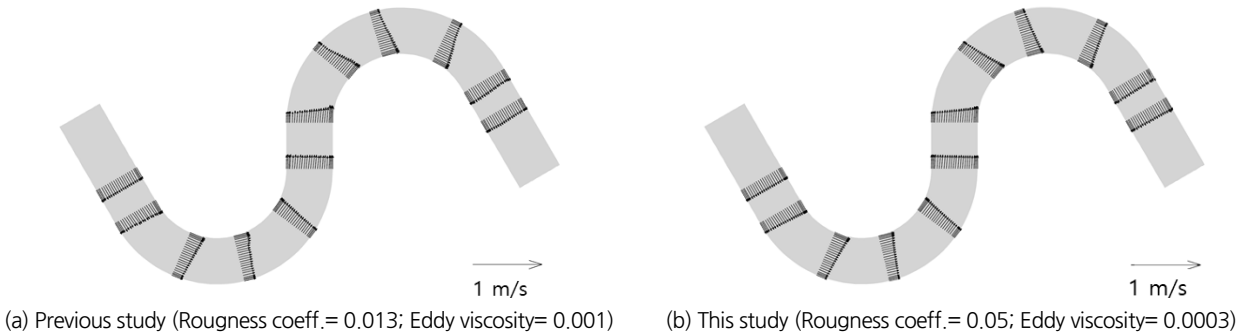 1 m/s
1 m/s
(a) Previous study (Rougness coeff.= 0.013; Eddy viscosity= 0.001)
(b) This study (Rougness coeff.= 0.05; Eddy viscosity= 0.0003)